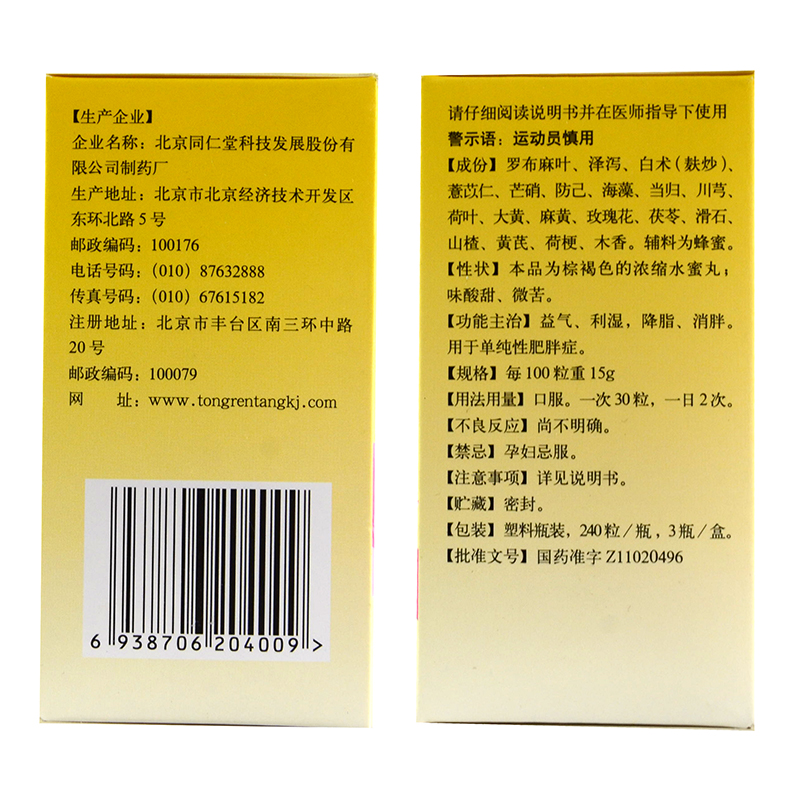 【生产企业】
企业名称：北京同仁堂科技发展股份有
限公司制药厂
生产地址：北京市北京经济技术开发区
东环北路5号
邮政编码：100176
电话号码：（010）87632888
传真号码：（010）67615182
注册地址：北京市丰台区南三环中路
20号
邮政编码：100079
网　　址：www.tongrentangkj.com
6 938706 204009 >
请仔细阅读说明书并在医师指导下使用
警示语：运动员慎用
【成份】罗布麻叶、泽泻、白术（麸炒）、
薏苡仁、芒硝、防己、海藻、当归、川芎、
荷叶、大黄、麻黄、玫瑰花、茯苓、滑石、
山楂、黄芪、荷梗、木香。辅料为蜂蜜。
【性状】本品为棕褐色的浓缩水蜜丸；
味酸甜、微苦。
【功能主治】益气、利湿，降脂、消胖。
用于单纯性肥胖症。
【规格】每100粒重15g
【用法用量】口服。一次30粒，一日2次。
【不良反应】尚不明确。
【禁忌】孕妇忌服。
【注意事项】详见说明书。
【贮藏】密封。
【包装】塑料瓶装，240粒／瓶，3瓶／盒。
【批准文号】国药准字Z11020496